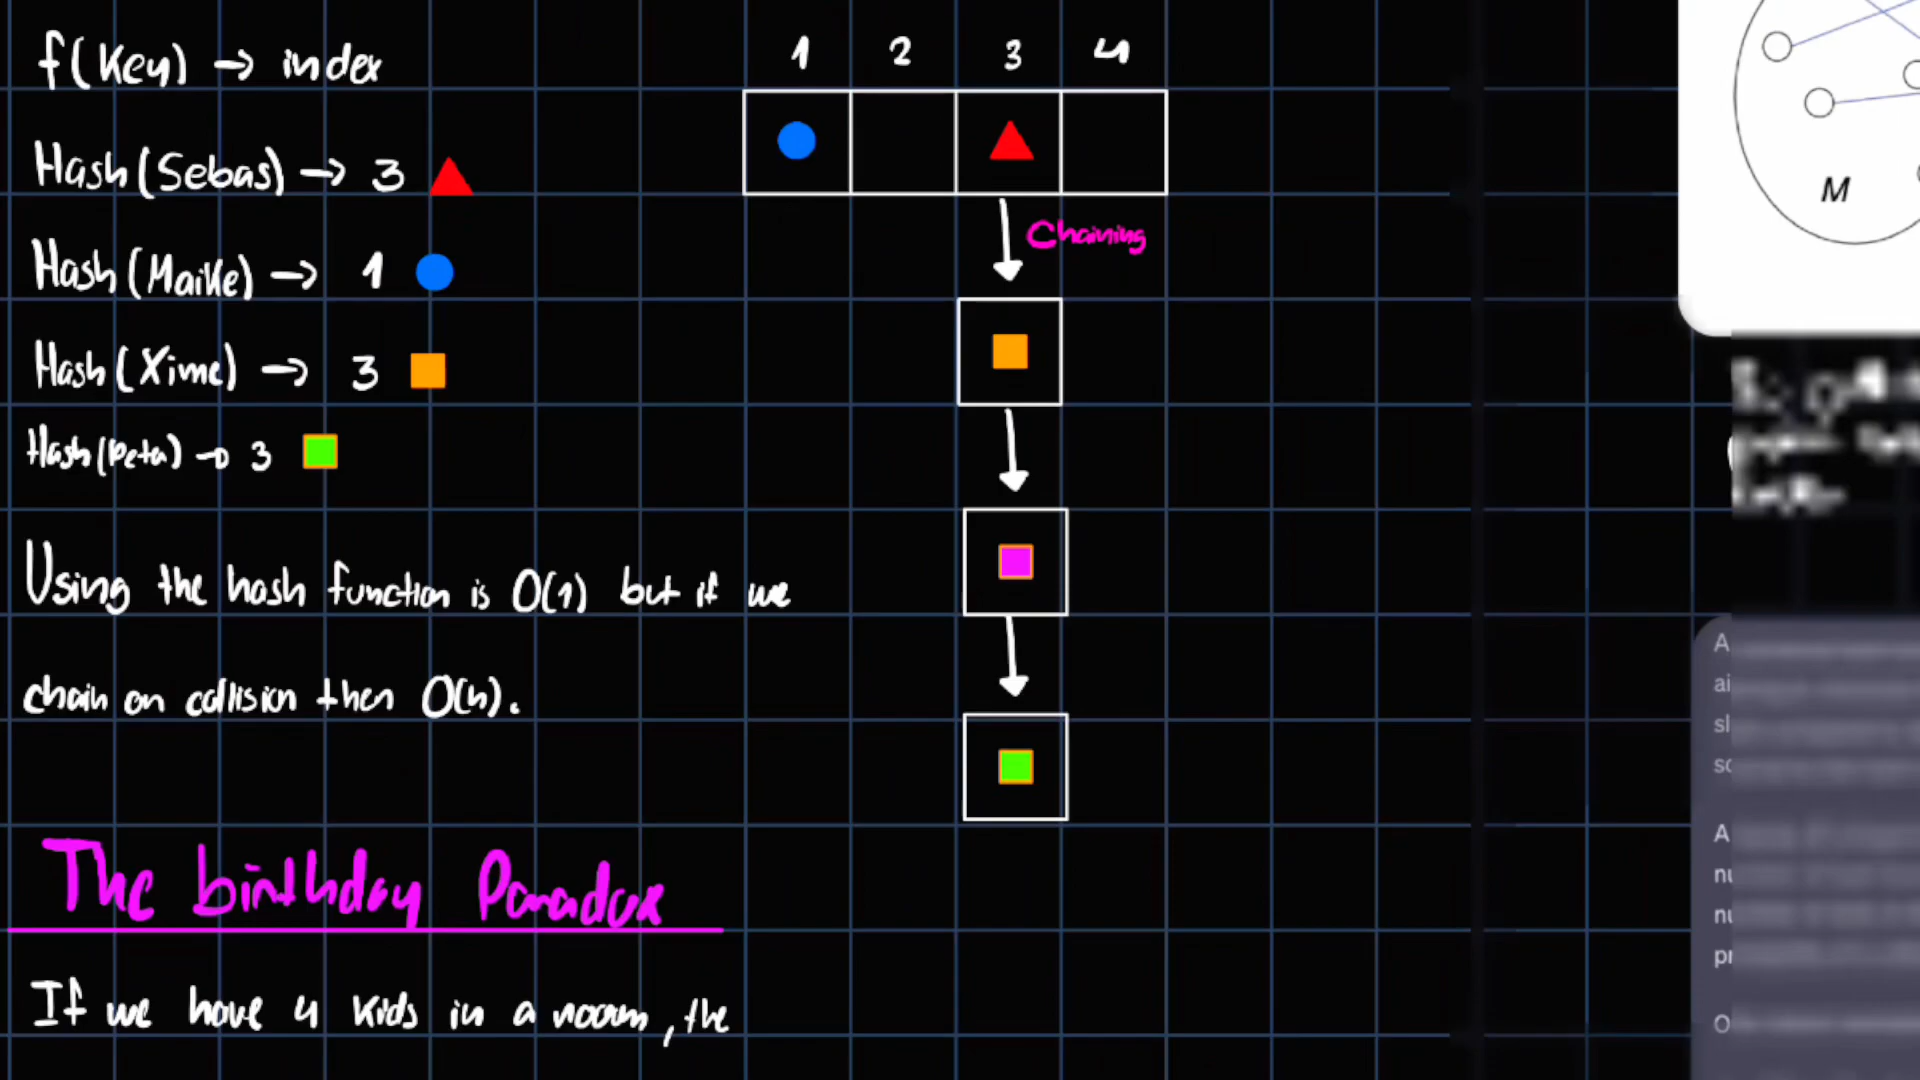 f(Key) → index
1 2 3 4
Hash(Sebas) → 3
Chaining
Hash(Maike) → 1
Hash(Xime) → 3
Hash(Peta) → 3
Using the hash function is O(1) but if we
chain on collision then O(n).
The birthday Paradox
If we have 4 kids in a room, the
M